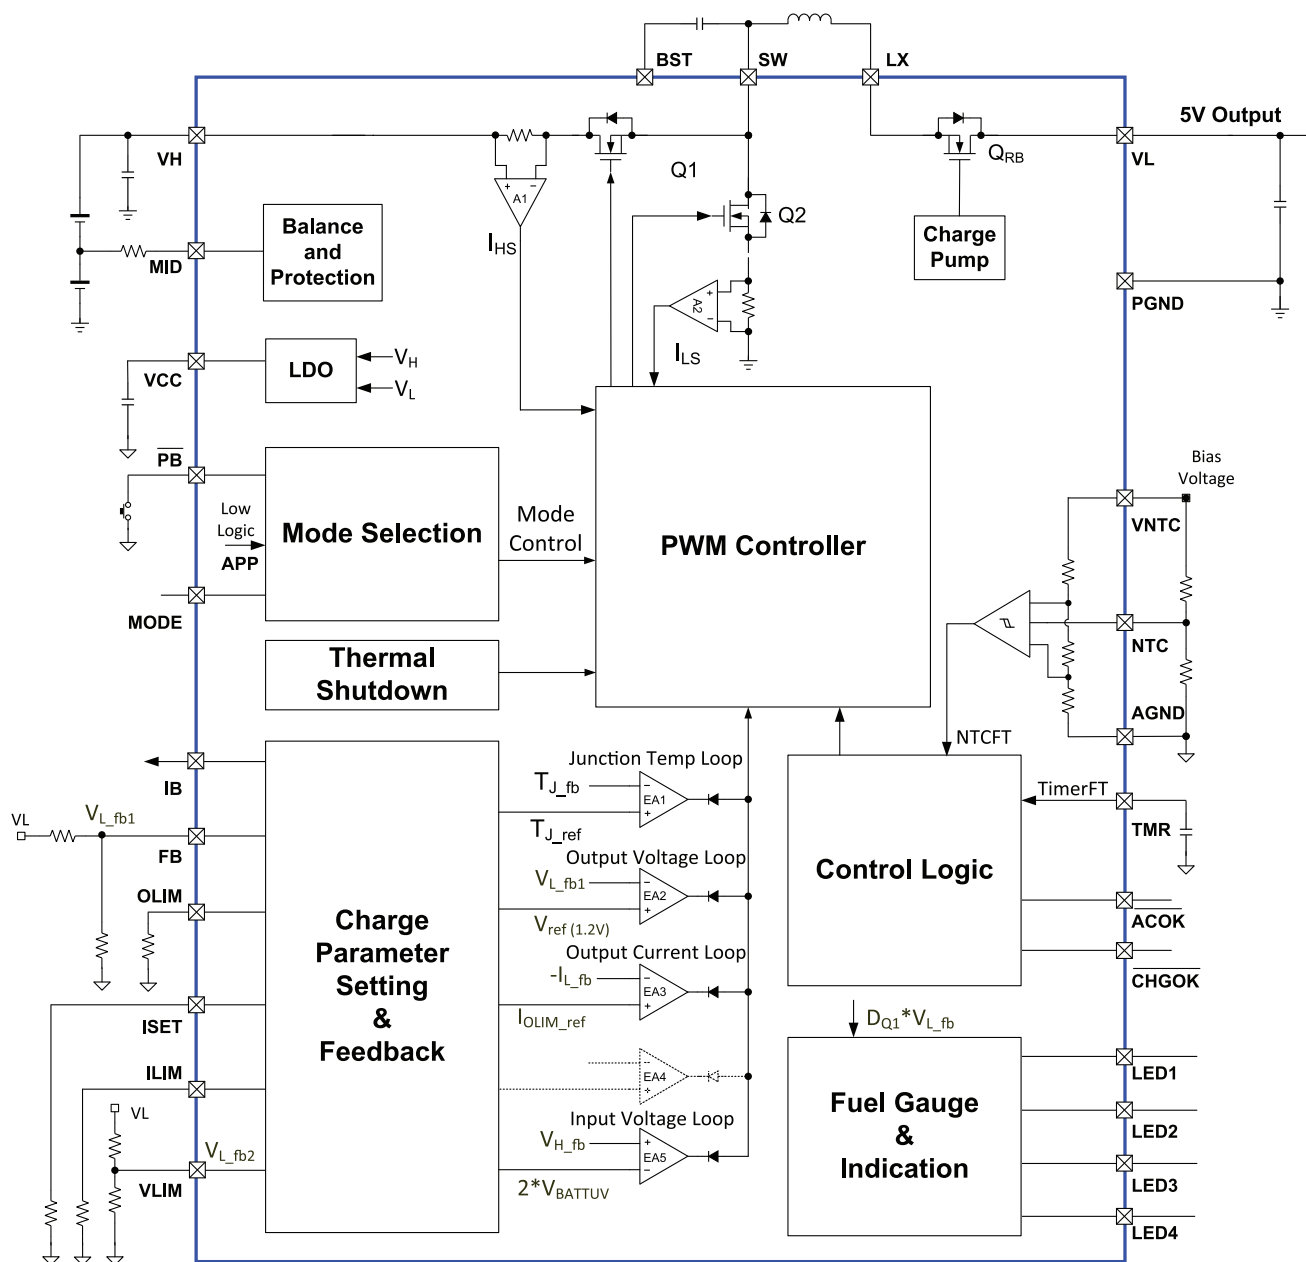 BST
SW
LX
VH
Q1
QRB
5V Output
VL
A1
+
−
IHS
Q2
Balance
and
Protection
MID
Charge
Pump
PGND
A2
+
−
ILS
VCC
LDO
VH
VL
PB
Low
Logic
APP
MODE
Mode Selection
Mode
Control
PWM Controller
Bias
Voltage
VNTC
NTC
AGND
Thermal
Shutdown
NTCFT
IB
VL
VL_fb1
FB
OLIM
ISET
ILIM
VL
VL_fb2
VLIM
Charge
Parameter
Setting
&
Feedback
Junction Temp Loop
TJ_fb
−
EA1
+
TJ_ref
Output Voltage Loop
VL_fb1
−
EA2
+
Vref (1.2V)
Output Current Loop
-IL_fb
−
EA3
+
IOLIM_ref
−
EA4
+
Input Voltage Loop
VH_fb
+
EA5
−
2*VBATTUV
Control Logic
TimerFT
TMR
ACOK
CHGOK
DQ1*VL_fb
Fuel Gauge
&
Indication
LED1
LED2
LED3
LED4